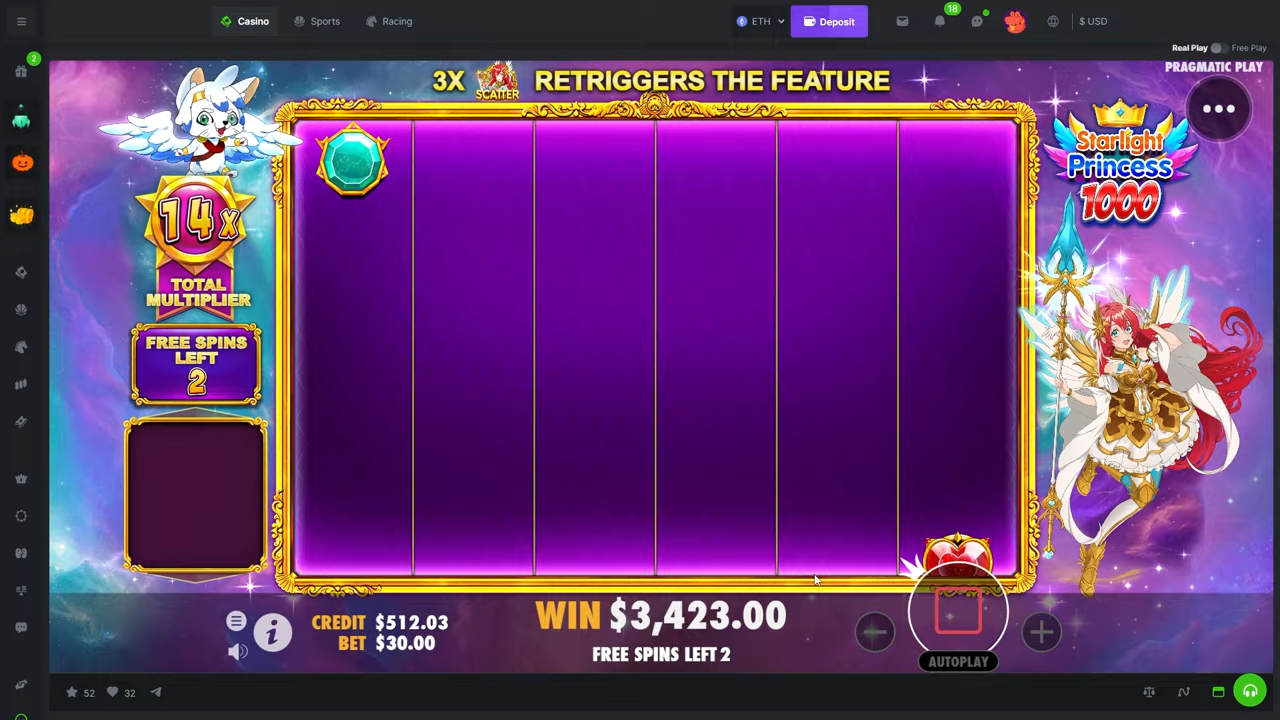 Casino
Sports
Racing
ETH
Deposit
18
$ USD
2
Real Play
Free Play
PRAGMATIC PLAY
3X SCATTER RETRIGGERS THE FEATURE
Starlight
Princess
1000
14x
TOTAL
MULTIPLIER
FREE SPINS
LEFT
2
CREDIT $512.03
BET $30.00
WIN $3,423.00
FREE SPINS LEFT 2
AUTOPLAY
52
32